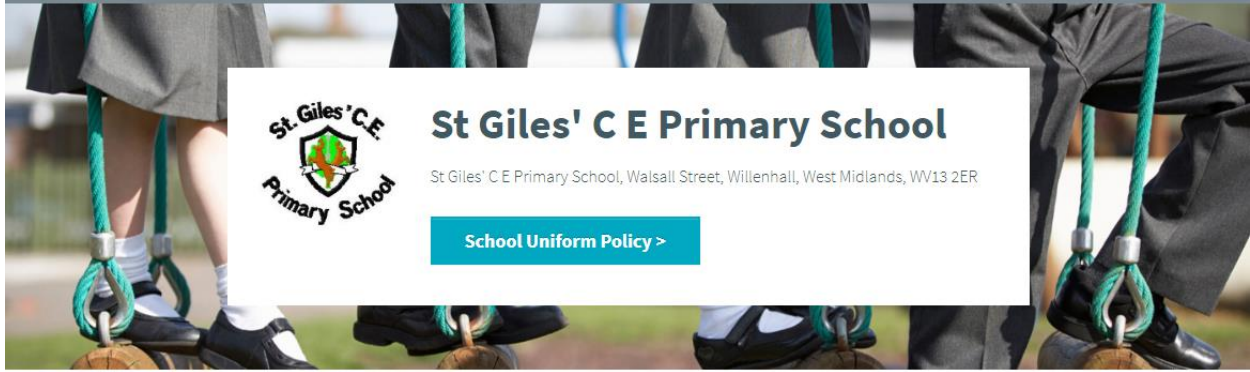 St. Giles' C.E.
Primary School
St Giles' C E Primary School
St Giles' C E Primary School, Walsall Street, Willenhall, West Midlands, WV13 2ER
School Uniform Policy >